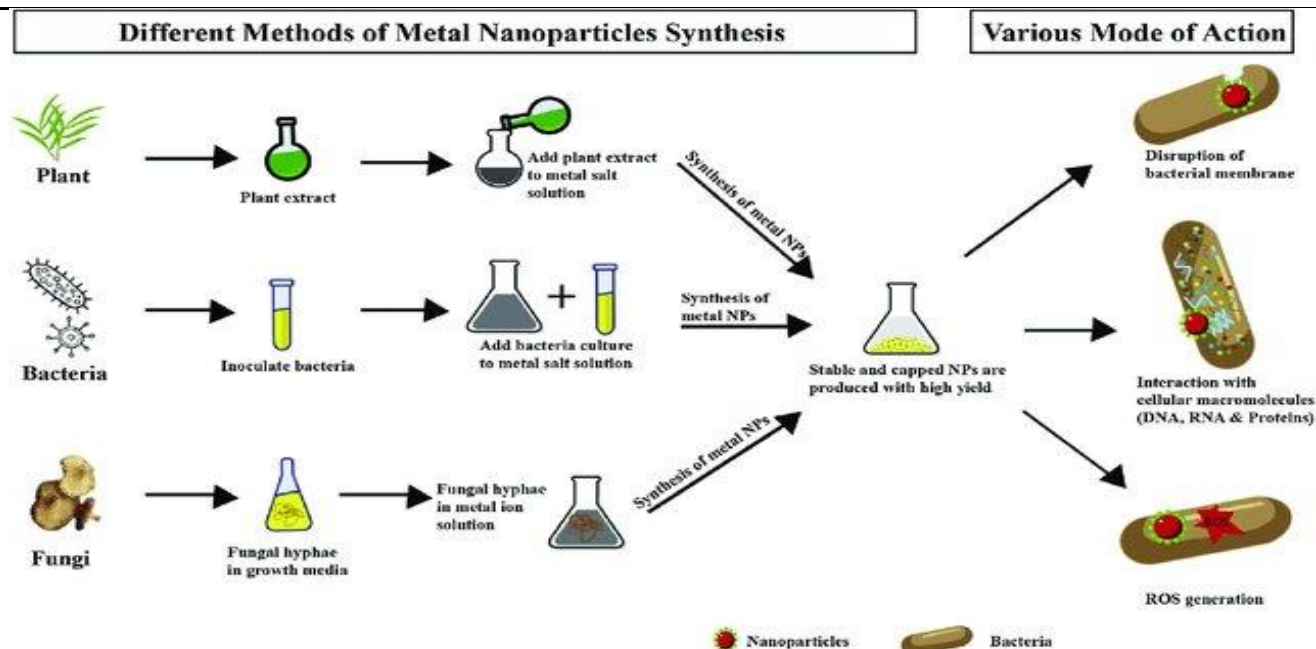 Different Methods of Metal Nanoparticles Synthesis
Various Mode of Action
Plant
Plant extract
Add plant extract
to metal salt
solution
Synthesis of metal NPs
Disruption of
bacterial membrane
Bacteria
Inoculate bacteria
+
Add bacteria culture
to metal salt solution
Synthesis of
metal NPs
Stable and capped NPs are
produced with high yield
Interaction with
cellular macromolecules
(DNA, RNA & Proteins)
Fungi
Fungal hyphae
in growth media
Fungal hyphae
in metal ion
solution
Synthesis of metal NPs
ROS
ROS generation
Nanoparticles
Bacteria